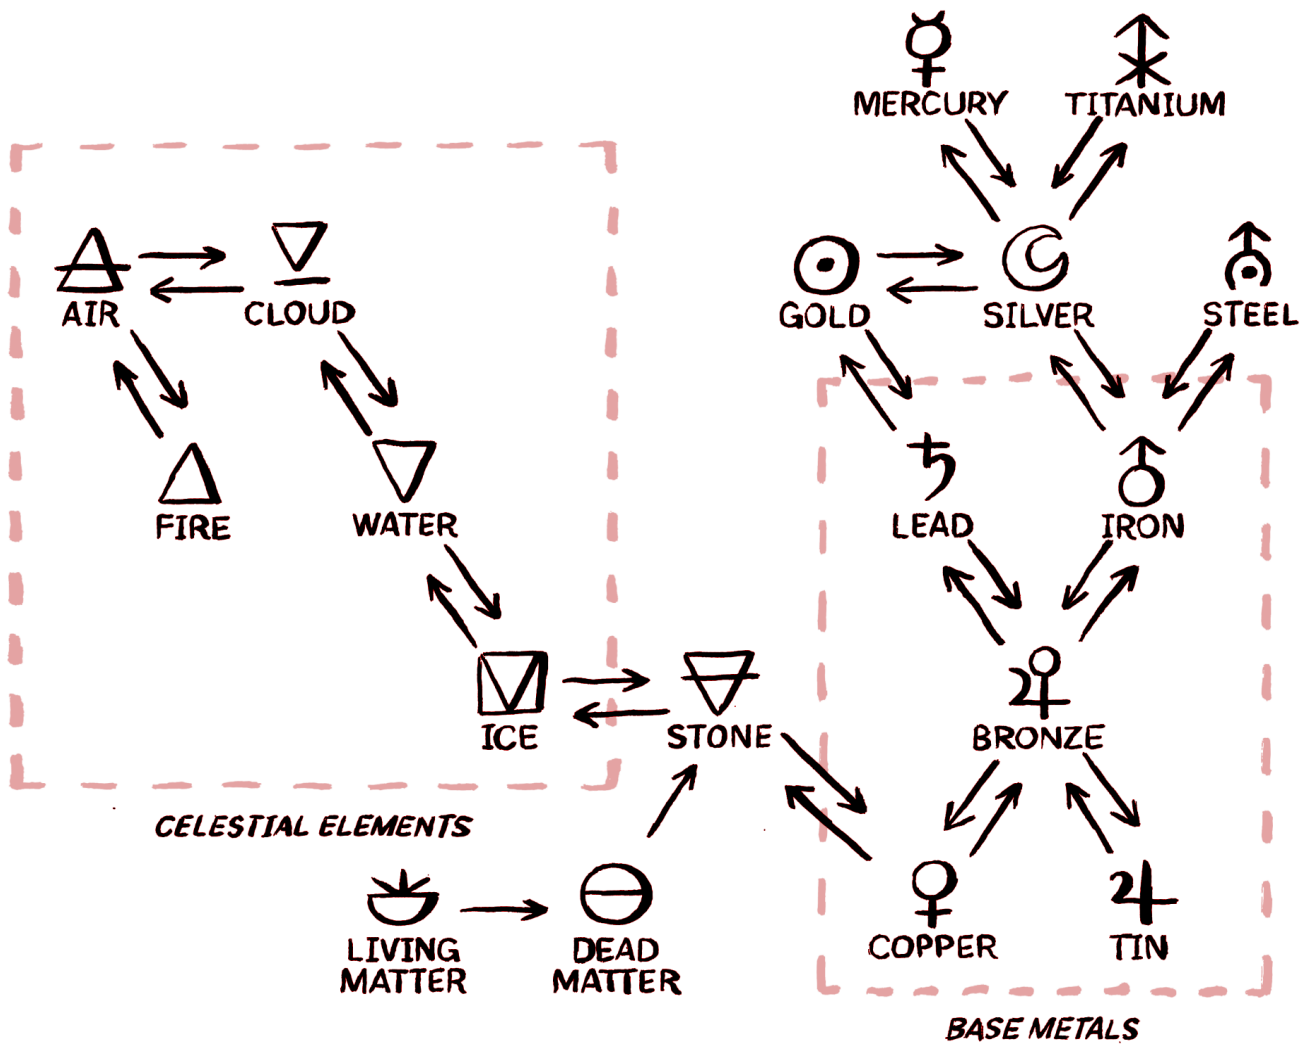 MERCURY
TITANIUM
AIR
CLOUD
GOLD
SILVER
STEEL
FIRE
WATER
LEAD
IRON
ICE
STONE
BRONZE
CELESTIAL ELEMENTS
LIVING
MATTER
DEAD
MATTER
COPPER
TIN
BASE METALS